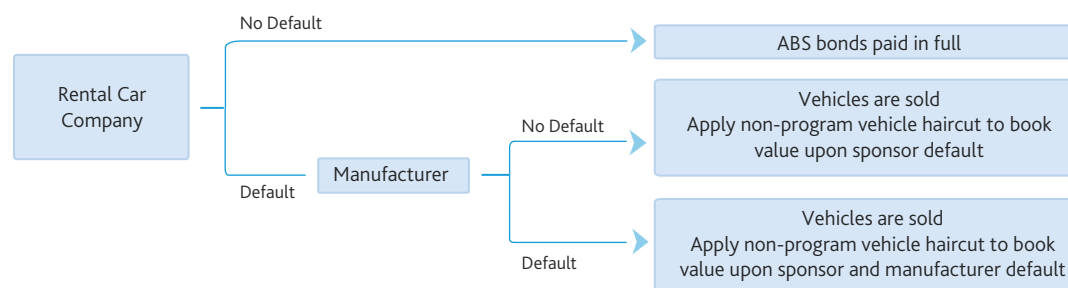 No Default
ABS bonds paid in full
Rental Car
Company
Vehicles are sold
Apply non-program vehicle haircut to book
value upon sponsor default
No Default
Manufacturer
Default
Vehicles are sold
Apply non-program vehicle haircut to book
value upon sponsor and manufacturer default
Default